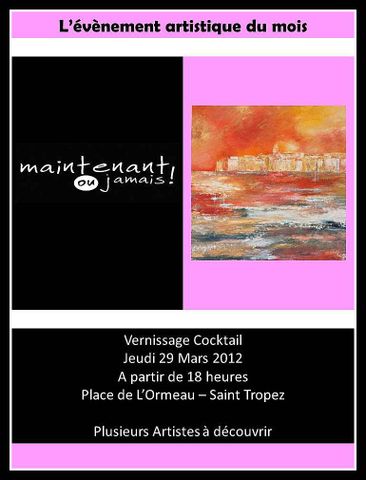 L'évènement artistique du mois
maintenant
ou jamais!
Vernissage Cocktail
Jeudi 29 Mars 2012
A partir de 18 heures
Place de L'Ormeau – Saint Tropez
Plusieurs Artistes à découvrir